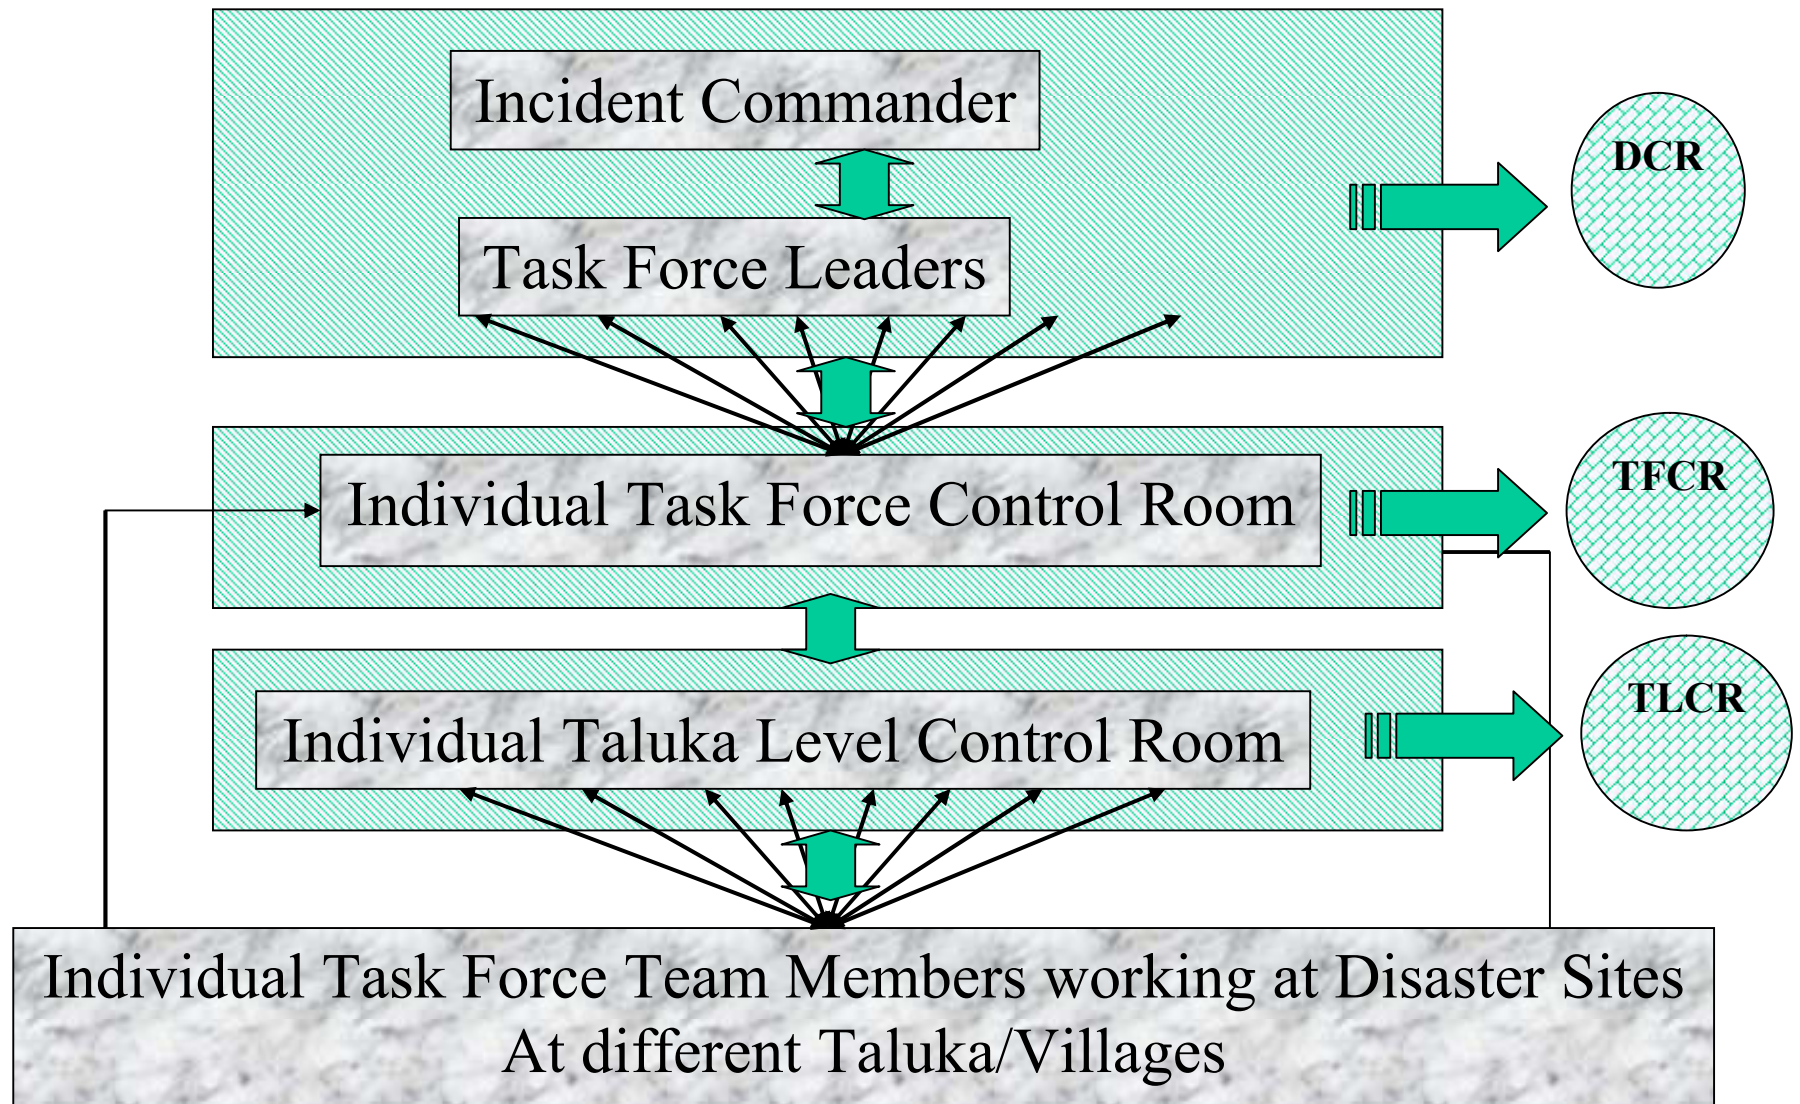 Incident Commander
DCR
Task Force Leaders
Individual Task Force Control Room
TFCR
Individual Taluka Level Control Room
TLCR
Individual Task Force Team Members working at Disaster Sites
At different Taluka/Villages